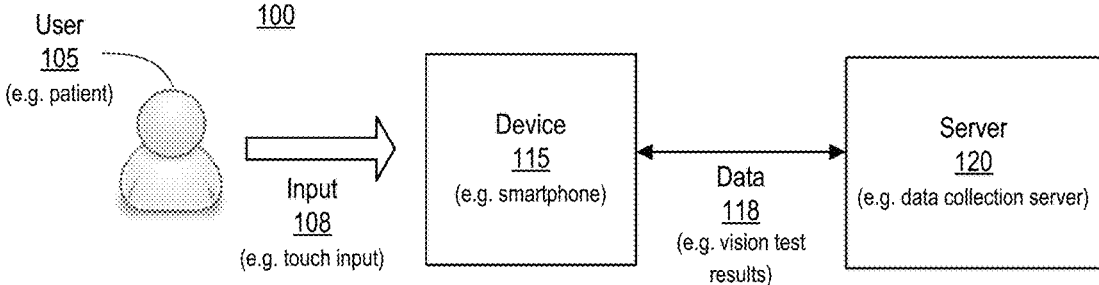 100
User
105
(e.g. patient)
Input
108
(e.g. touch input)
Device
115
(e.g. smartphone)
Data
118
(e.g. vision test
results)
Server
120
(e.g. data collection server)